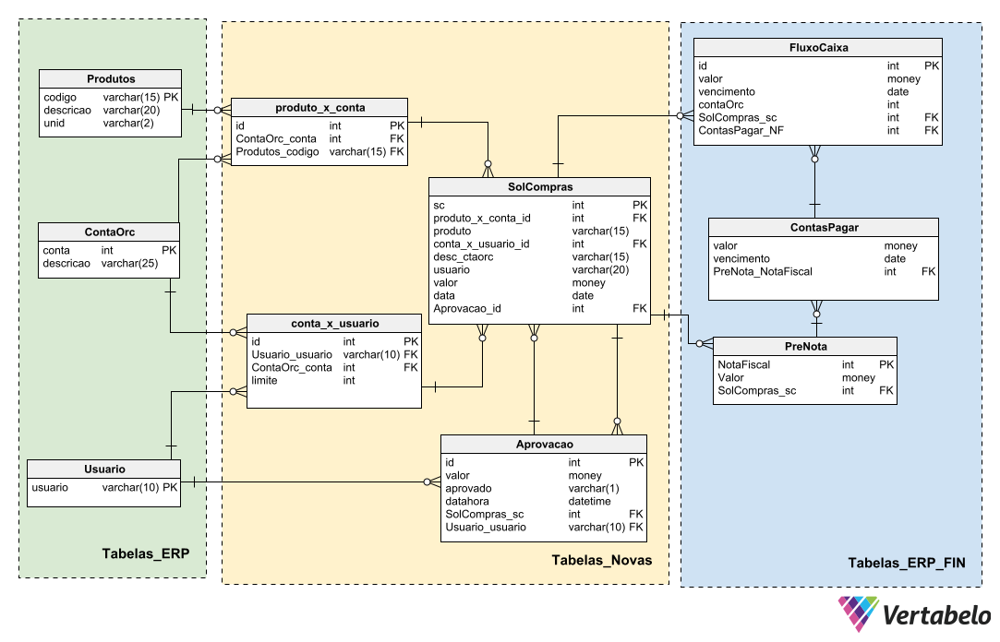 Produtos
codigo varchar(15) PK
descricao varchar(20)
unid varchar(2)
ContaOrc
conta int PK
descricao varchar(25)
Usuario
usuario varchar(10) PK
Tabelas_ERP
produto_x_conta
id int PK
ContaOrc_conta int FK
Produtos_codigo varchar(15) FK
SolCompras
sc int PK
produto_x_conta_id int FK
produto varchar(15)
conta_x_usuario_id int FK
desc_ctaorc varchar(15)
usuario varchar(20)
valor money
data date
Aprovacao_id int FK
conta_x_usuario
id int PK
Usuario_usuario varchar(10) FK
ContaOrc_conta int FK
limite int
Aprovacao
id int PK
valor money
aprovado varchar(1)
datahora datetime
SolCompras_sc int FK
Usuario_usuario varchar(10) FK
Tabelas_Novas
FluxoCaixa
id int PK
valor money
vencimento date
contaOrc int
SolCompras_sc int FK
ContasPagar_NF int FK
ContasPagar
valor money
vencimento date
PreNota_NotaFiscal int FK
PreNota
NotaFiscal int PK
Valor money
SolCompras_sc int FK
Tabelas_ERP_FIN
Vertabelo